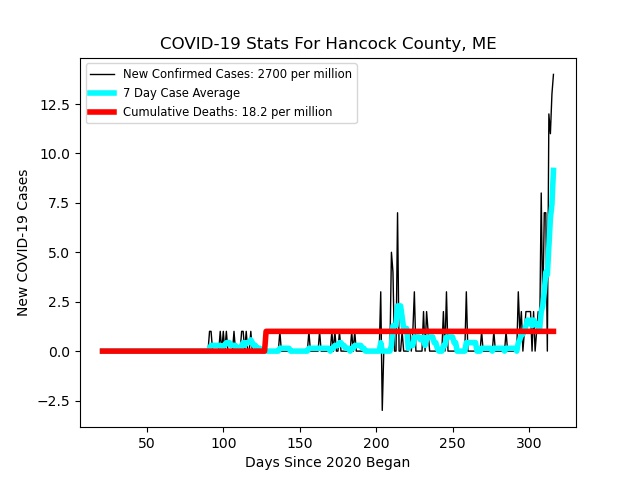 COVID-19 Stats For Hancock County, ME
New Confirmed Cases: 2700 per million
7 Day Case Average
Cumulative Deaths: 18.2 per million
New COVID-19 Cases
12.5
10.0
7.5
5.0
2.5
0.0
−2.5
50 100 150 200 250 300
Days Since 2020 Began